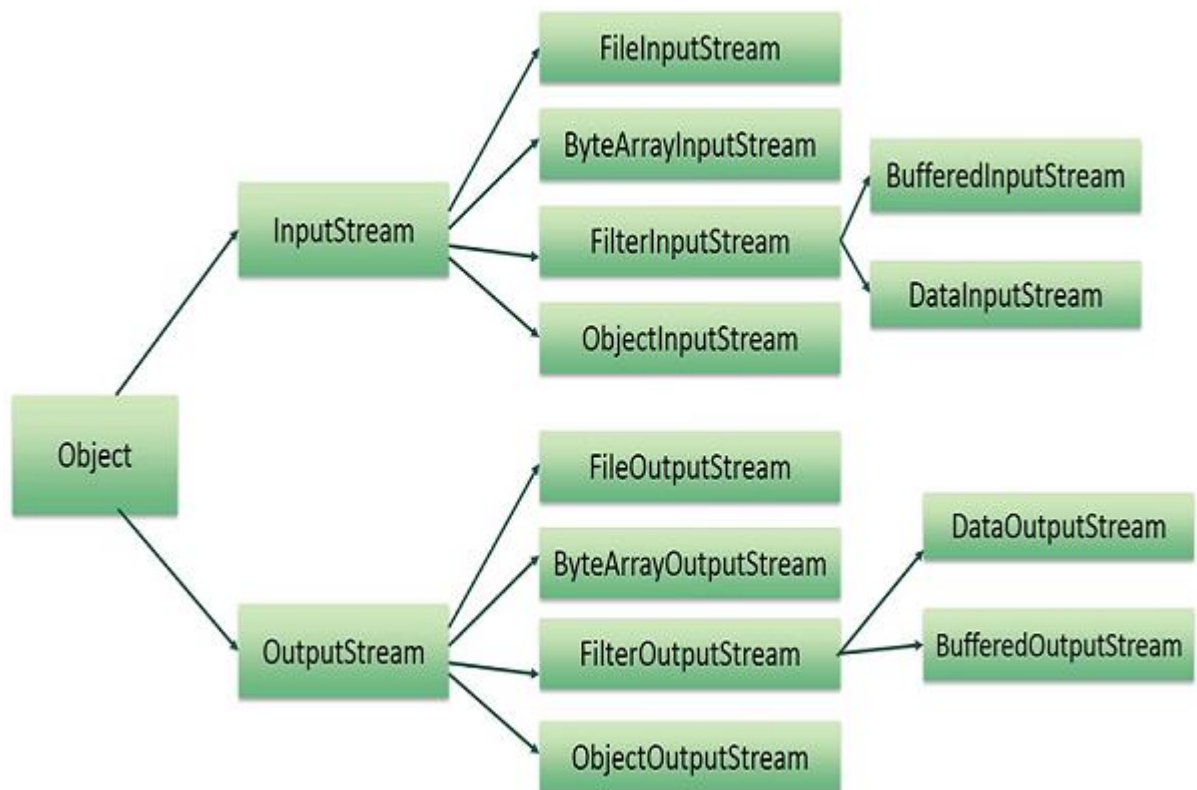 FileInputStream
ByteArrayInputStream
BufferedInputStream
InputStream
FilterInputStream
DataInputStream
ObjectInputStream
Object
FileOutputStream
DataOutputStream
ByteArrayOutputStream
OutputStream
FilterOutputStream
BufferedOutputStream
ObjectOutputStream